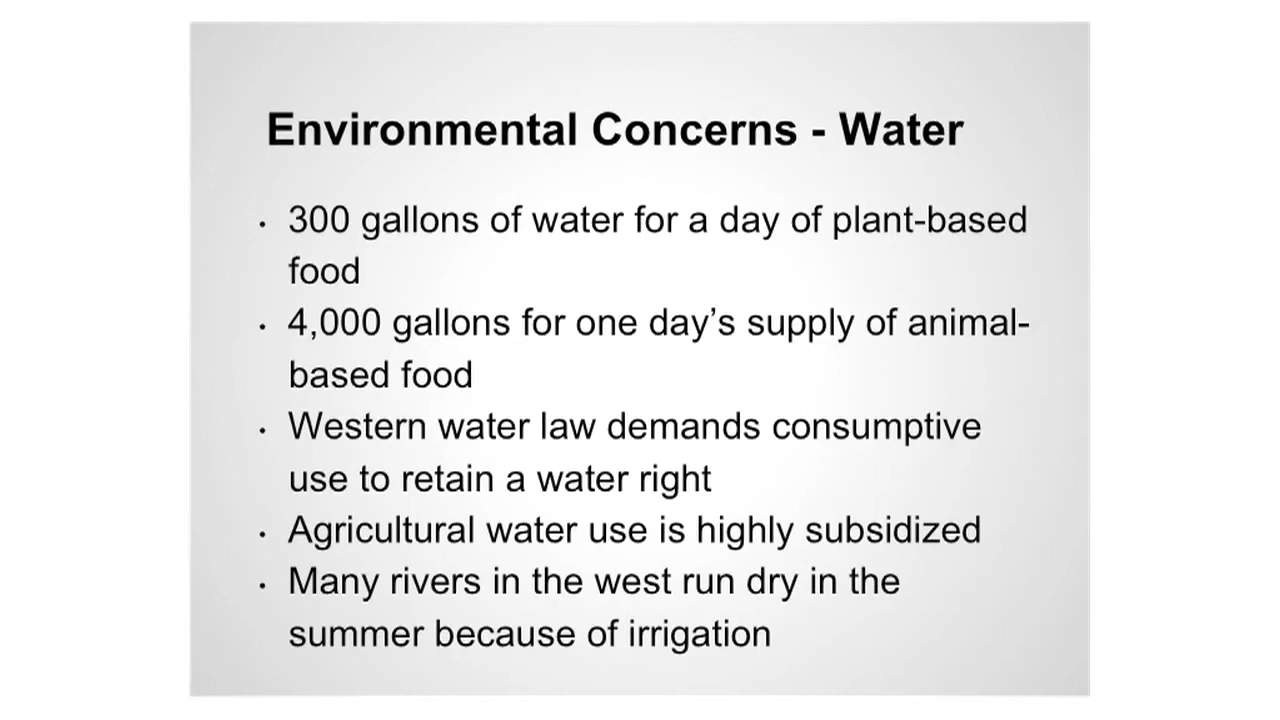 Environmental Concerns - Water
• 300 gallons of water for a day of plant-based
food
• 4,000 gallons for one day’s supply of animal-
based food
• Western water law demands consumptive
use to retain a water right
• Agricultural water use is highly subsidized
• Many rivers in the west run dry in the
summer because of irrigation